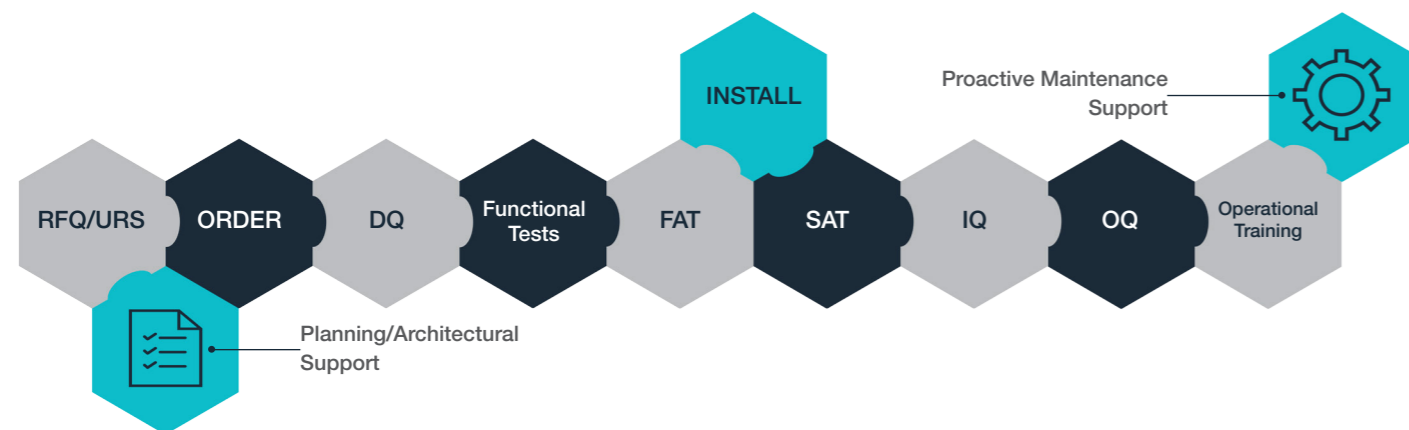 INSTALL
Proactive Maintenance
Support
RFQ/URS
ORDER
DQ
Functional
Tests
FAT
SAT
IQ
OQ
Operational
Training
Planning/Architectural
Support